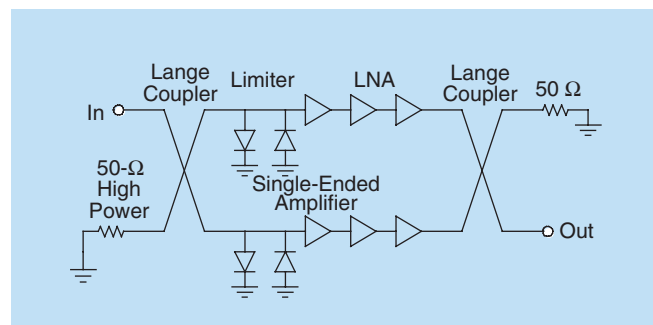 Lange
Coupler
Limiter
LNA
Lange
Coupler
50 Ω
In
50-Ω
High
Power
Single-Ended
Amplifier
Out